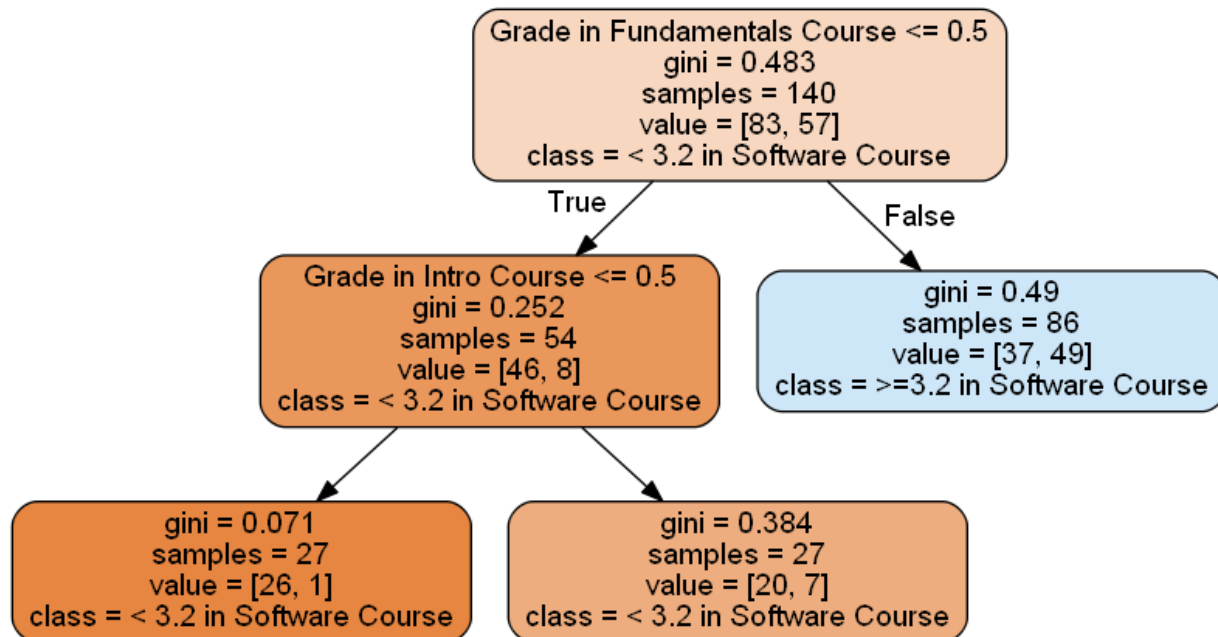 Grade in Fundamentals Course <= 0.5
gini = 0.483
samples = 140
value = [83, 57]
class = < 3.2 in Software Course
True
False
Grade in Intro Course <= 0.5
gini = 0.252
samples = 54
value = [46, 8]
class = < 3.2 in Software Course
gini = 0.49
samples = 86
value = [37, 49]
class = >=3.2 in Software Course
gini = 0.071
samples = 27
value = [26, 1]
class = < 3.2 in Software Course
gini = 0.384
samples = 27
value = [20, 7]
class = < 3.2 in Software Course